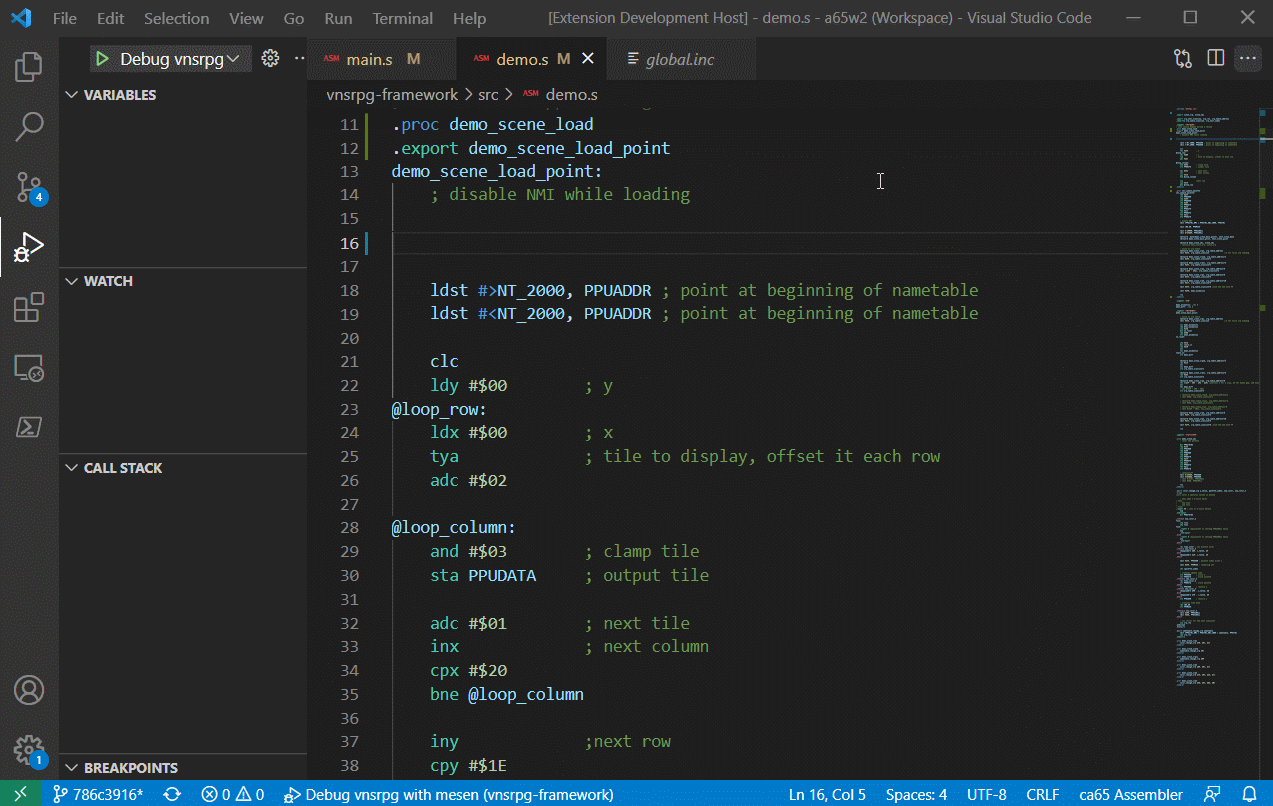 File Edit Selection View Go Run Terminal Help [Extension Development Host] - demo.s - a65w2 (Workspace) - Visual Studio Code
Debug vnsrpg
ASM main.s M ASM demo.s M global.inc
VARIABLES
vnsrpg-framework > src > ASM demo.s
11 .proc demo_scene_load
12 .export demo_scene_load_point
13 demo_scene_load_point:
14 ; disable NMI while loading
15
16
17
18 ldst #>NT_2000, PPUADDR ; point at beginning of nametable
19 ldst #<NT_2000, PPUADDR ; point at beginning of nametable
20
21 clc
22 ldy #$00 ; y
23 @loop_row:
24 ldx #$00 ; x
25 tya ; tile to display, offset it each row
26 adc #$02
27
28 @loop_column:
29 and #$03 ; clamp tile
30 sta PPUDATA ; output tile
31
32 adc #$01 ; next tile
33 inx ; next column
34 cpx #$20
35 bne @loop_column
36
37 iny ;next row
38 cpy #$1E
WATCH
CALL STACK
BREAKPOINTS
4
1
786c3916* 0 0 Debug vnsrpg with mesen (vnsrpg-framework) Ln 16, Col 5 Spaces: 4 UTF-8 CRLF ca65 Assembler